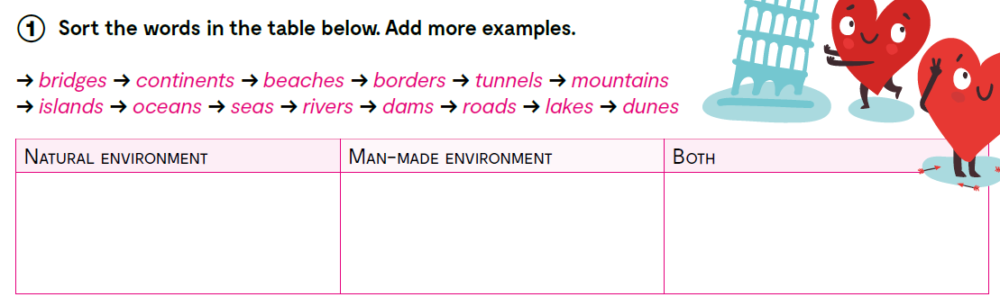 1 Sort the words in the table below. Add more examples.
→ bridges → continents → beaches → borders → tunnels → mountains
→ islands → oceans → seas → rivers → dams → roads → lakes → dunes
NATURAL ENVIRONMENT MAN-MADE ENVIRONMENT BOTH